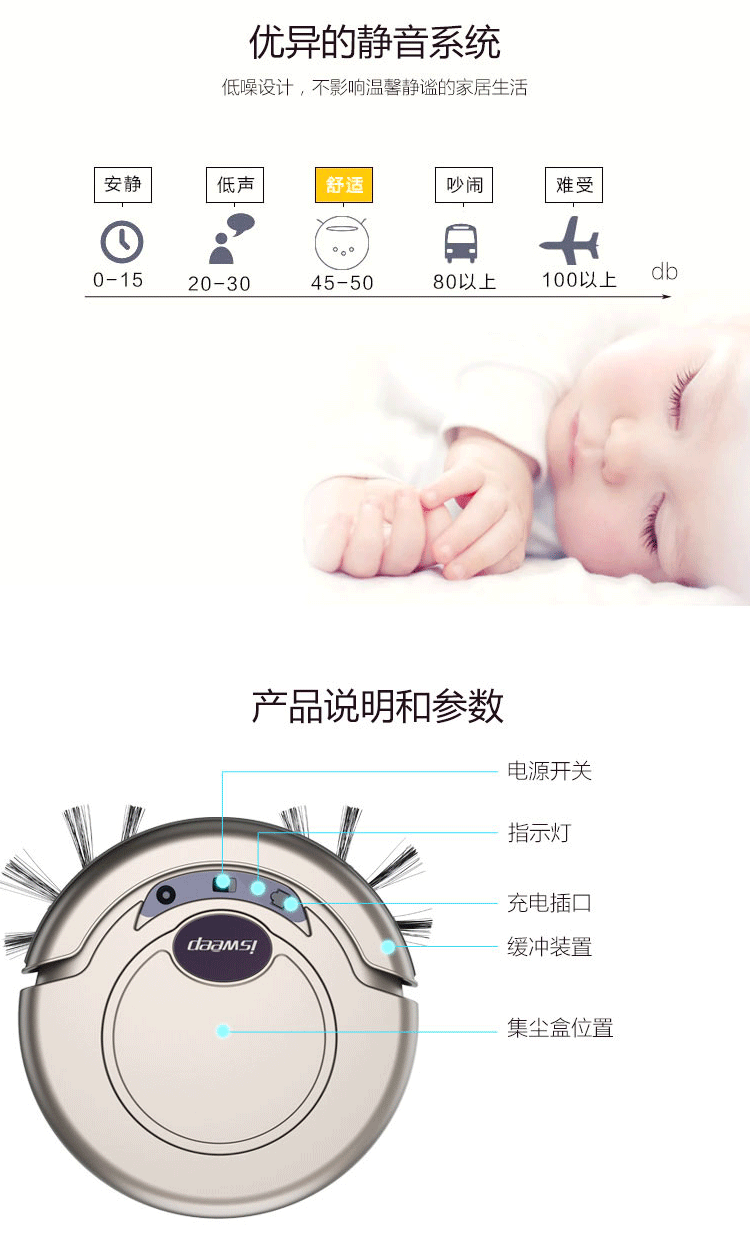 优异的静音系统
低噪设计，不影响温馨静谧的家居生活
安静 低声 舒适 吵闹 难受
0-15 20-30 45-50 80以上 100以上 db
产品说明和参数
电源开关
指示灯
充电插口
缓冲装置
集尘盒位置
isweep